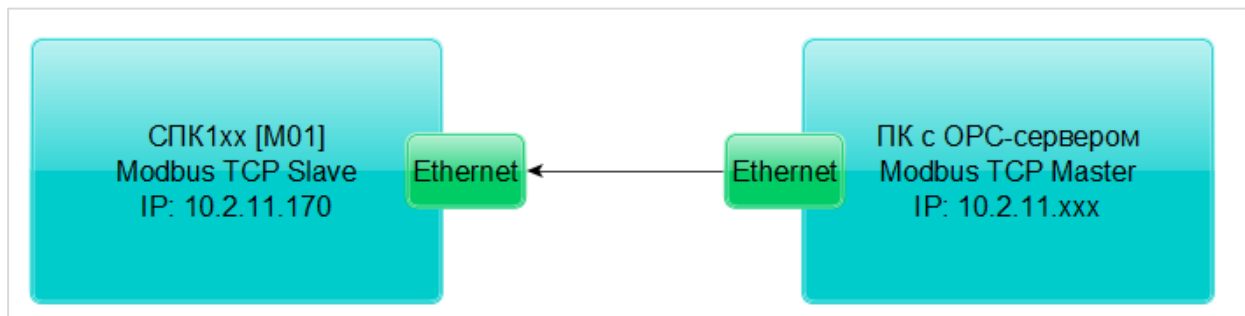 СПК1xx [M01]
Modbus TCP Slave
IP: 10.2.11.170
Ethernet
Ethernet
ПК с OPC-сервером
Modbus TCP Master
IP: 10.2.11.xxx